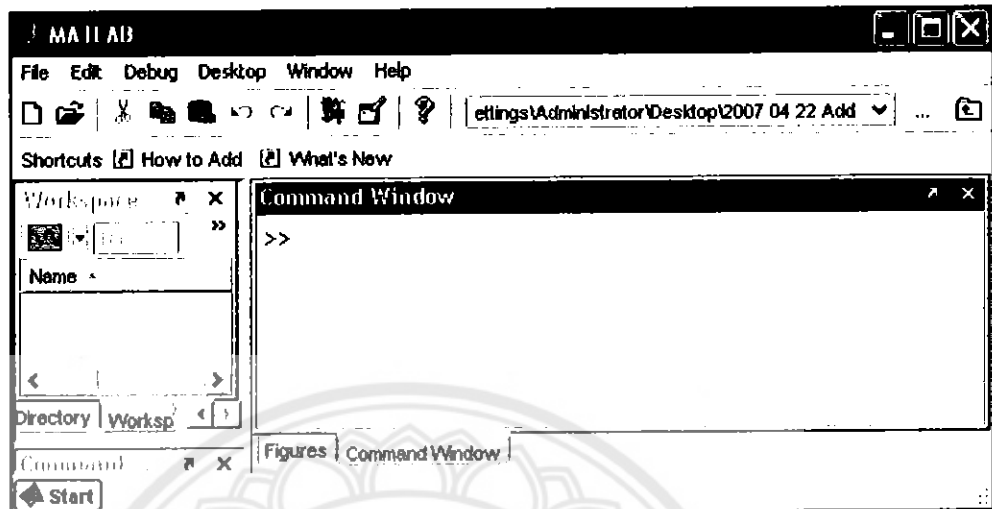 MATLAB
File Edit Debug Desktop Window Help
ettings\Administrator\Desktop\2007 04 22 Add ...
Shortcuts How to Add What's New
Workspace
Command Window
>>
Name
Directory Worksp
Figures Command Window
Command
Start